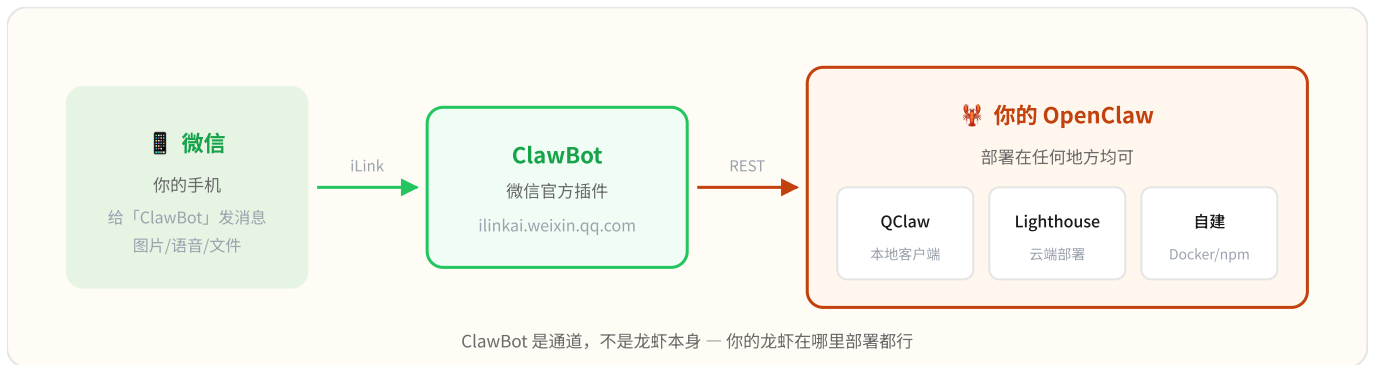 📱 微信
你的手机
给「ClawBot」发消息
图片/语音/文件
iLink
ClawBot
微信官方插件
ilinkai.weixin.qq.com
REST
🦞 你的 OpenClaw
部署在任何地方均可
QClaw
本地客户端
Lighthouse
云端部署
自建
Docker/npm
ClawBot 是通道，不是龙虾本身 — 你的龙虾在哪里部署都行